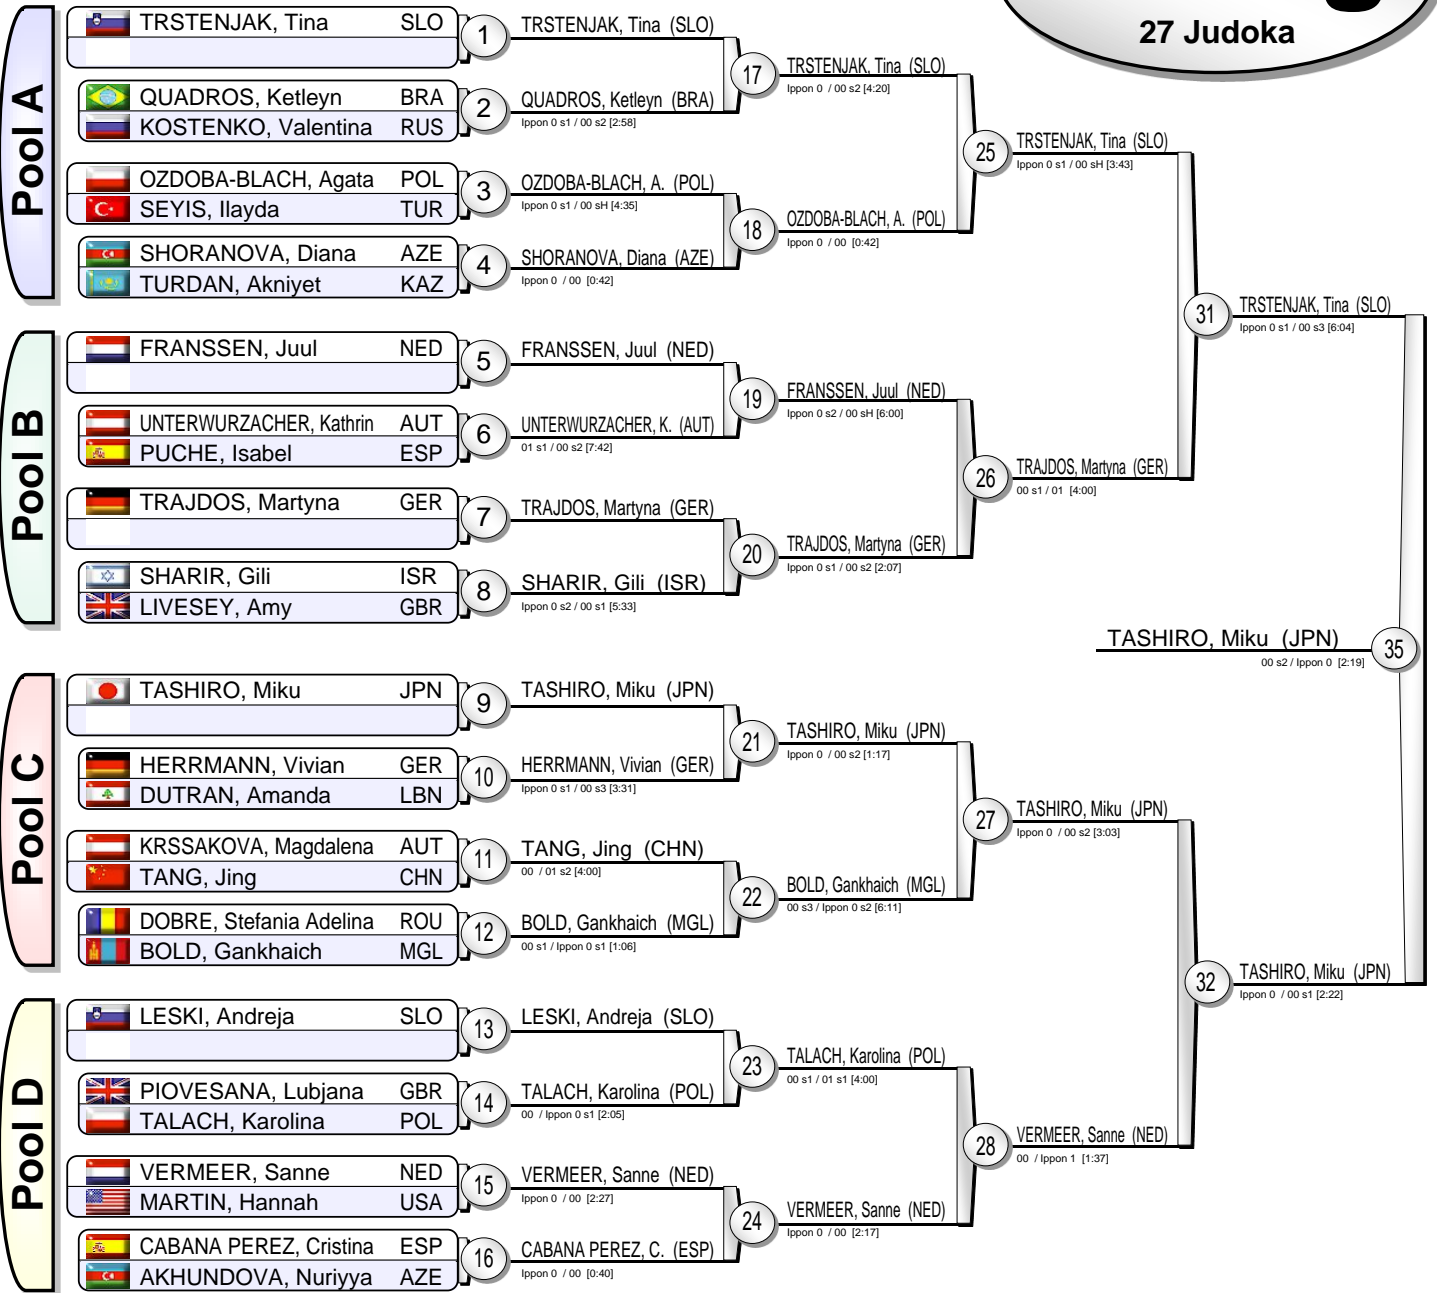 27 Judoka
Pool A
TRSTENJAK, Tina SLO
1
TRSTENJAK, Tina (SLO)
QUADROS, Ketleyn BRA
KOSTENKO, Valentina RUS
2
QUADROS, Ketleyn (BRA)
Ippon 0 s1 / 00 s2 [2:58]
17
TRSTENJAK, Tina (SLO)
Ippon 0 / 00 s2 [4:20]
OZDOBA-BLACH, Agata POL
SEYIS, Ilayda TUR
3
OZDOBA-BLACH, A. (POL)
Ippon 0 s1 / 00 sH [4:35]
SHORANOVA, Diana AZE
TURDAN, Akniyet KAZ
4
SHORANOVA, Diana (AZE)
Ippon 0 / 00 [0:42]
18
OZDOBA-BLACH, A. (POL)
Ippon 0 / 00 [0:42]
25
TRSTENJAK, Tina (SLO)
Ippon 0 s1 / 00 sH [3:43]
Pool B
FRANSSEN, Juul NED
5
FRANSSEN, Juul (NED)
UNTERWURZACHER, Kathrin AUT
PUCHE, Isabel ESP
6
UNTERWURZACHER, K. (AUT)
01 s1 / 00 s2 [7:42]
19
FRANSSEN, Juul (NED)
Ippon 0 s2 / 00 sH [6:00]
TRAJDOS, Martyna GER
7
TRAJDOS, Martyna (GER)
SHARIR, Gili ISR
LIVESEY, Amy GBR
8
SHARIR, Gili (ISR)
Ippon 0 s2 / 00 s1 [5:33]
20
TRAJDOS, Martyna (GER)
Ippon 0 s1 / 00 s2 [2:07]
26
TRAJDOS, Martyna (GER)
00 s1 / 01 [4:00]
31
TRSTENJAK, Tina (SLO)
Ippon 0 s1 / 00 s3 [6:04]
TASHIRO, Miku (JPN)
00 s2 / Ippon 0 [2:19]
35
Pool C
TASHIRO, Miku JPN
9
TASHIRO, Miku (JPN)
HERRMANN, Vivian GER
DUTRAN, Amanda LBN
10
HERRMANN, Vivian (GER)
Ippon 0 s1 / 00 s3 [3:31]
21
TASHIRO, Miku (JPN)
Ippon 0 / 00 s2 [1:17]
KRSSAKOVA, Magdalena AUT
TANG, Jing CHN
11
TANG, Jing (CHN)
00 / 01 s2 [4:00]
DOBRE, Stefania Adelina ROU
BOLD, Gankhaich MGL
12
BOLD, Gankhaich (MGL)
00 s1 / Ippon 0 s1 [1:06]
22
BOLD, Gankhaich (MGL)
00 s3 / Ippon 0 s2 [6:11]
27
TASHIRO, Miku (JPN)
Ippon 0 / 00 s2 [3:03]
Pool D
LESKI, Andreja SLO
13
LESKI, Andreja (SLO)
PIOVESANA, Lubjana GBR
TALACH, Karolina POL
14
TALACH, Karolina (POL)
00 / Ippon 0 s1 [2:05]
23
TALACH, Karolina (POL)
00 s1 / 01 s1 [4:00]
VERMEER, Sanne NED
MARTIN, Hannah USA
15
VERMEER, Sanne (NED)
Ippon 0 / 00 [2:27]
CABANA PEREZ, Cristina ESP
AKHUNDOVA, Nuriyya AZE
16
CABANA PEREZ, C. (ESP)
Ippon 0 / 00 [0:40]
24
VERMEER, Sanne (NED)
Ippon 0 / 00 [2:17]
28
VERMEER, Sanne (NED)
00 / Ippon 1 [1:37]
32
TASHIRO, Miku (JPN)
Ippon 0 / 00 s1 [2:22]